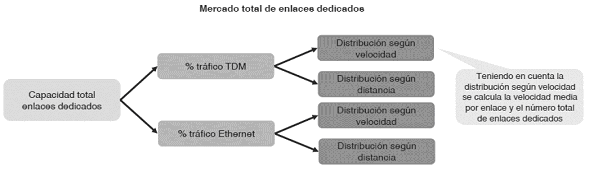 Mercado total de enlaces dedicados
Capacidad total
enlaces dedicados
% tráfico TDM
% tráfico Ethernet
Distribución según
velocidad
Distribución según
distancia
Distribución según
velocidad
Distribución según
distancia
Teniendo en cuenta la
distribución según velocidad
se calcula la velocidad media
por enlace y el número total
de enlaces dedicados